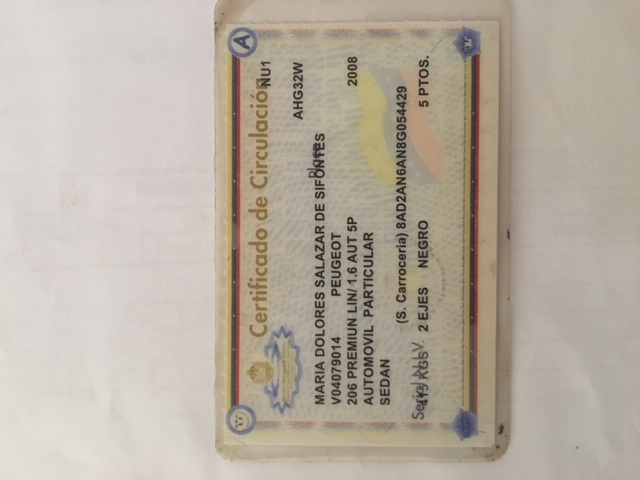 A
Certificado de Circulación
NU1
AHG32W
Placa
MARIA DOLORES SALAZAR DE SIFONTES
V04079014 PEUGEOT
206 PREMIUN LIN/ 1.6 AUT 5P 2008
AUTOMOVIL PARTICULAR
SEDAN
(S. Carroceria) 8AD2AN6AN8G054429
Serial N.I.V.
415 KGS 2 EJES NEGRO 5 PTOS.